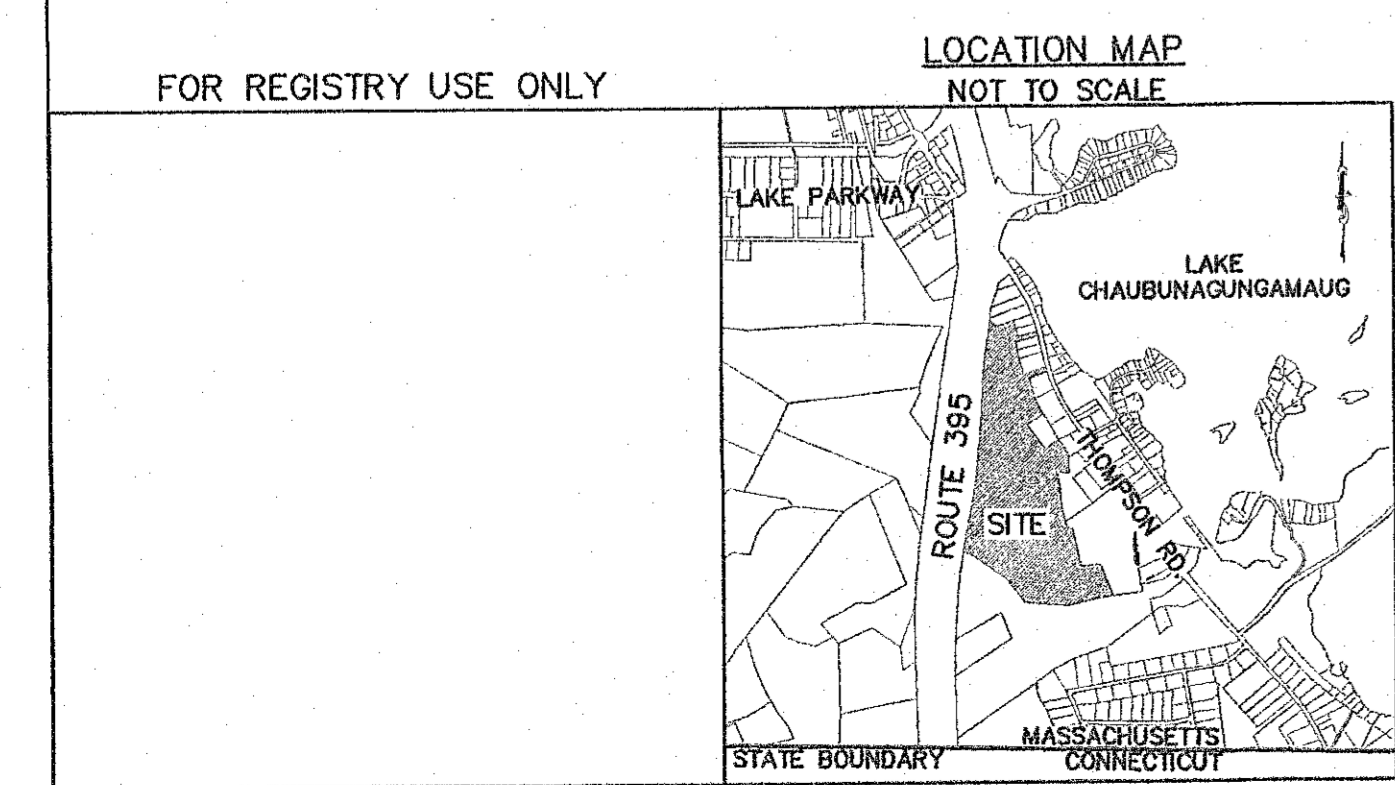 FOR REGISTRY USE ONLY
LOCATION MAP
NOT TO SCALE
LAKE PARKWAY
LAKE
CHAUBUNAGUNGAMAUG
ROUTE 395
THOMPSON RD.
SITE
MASSACHUSETTS
STATE BOUNDARY
CONNECTICUT